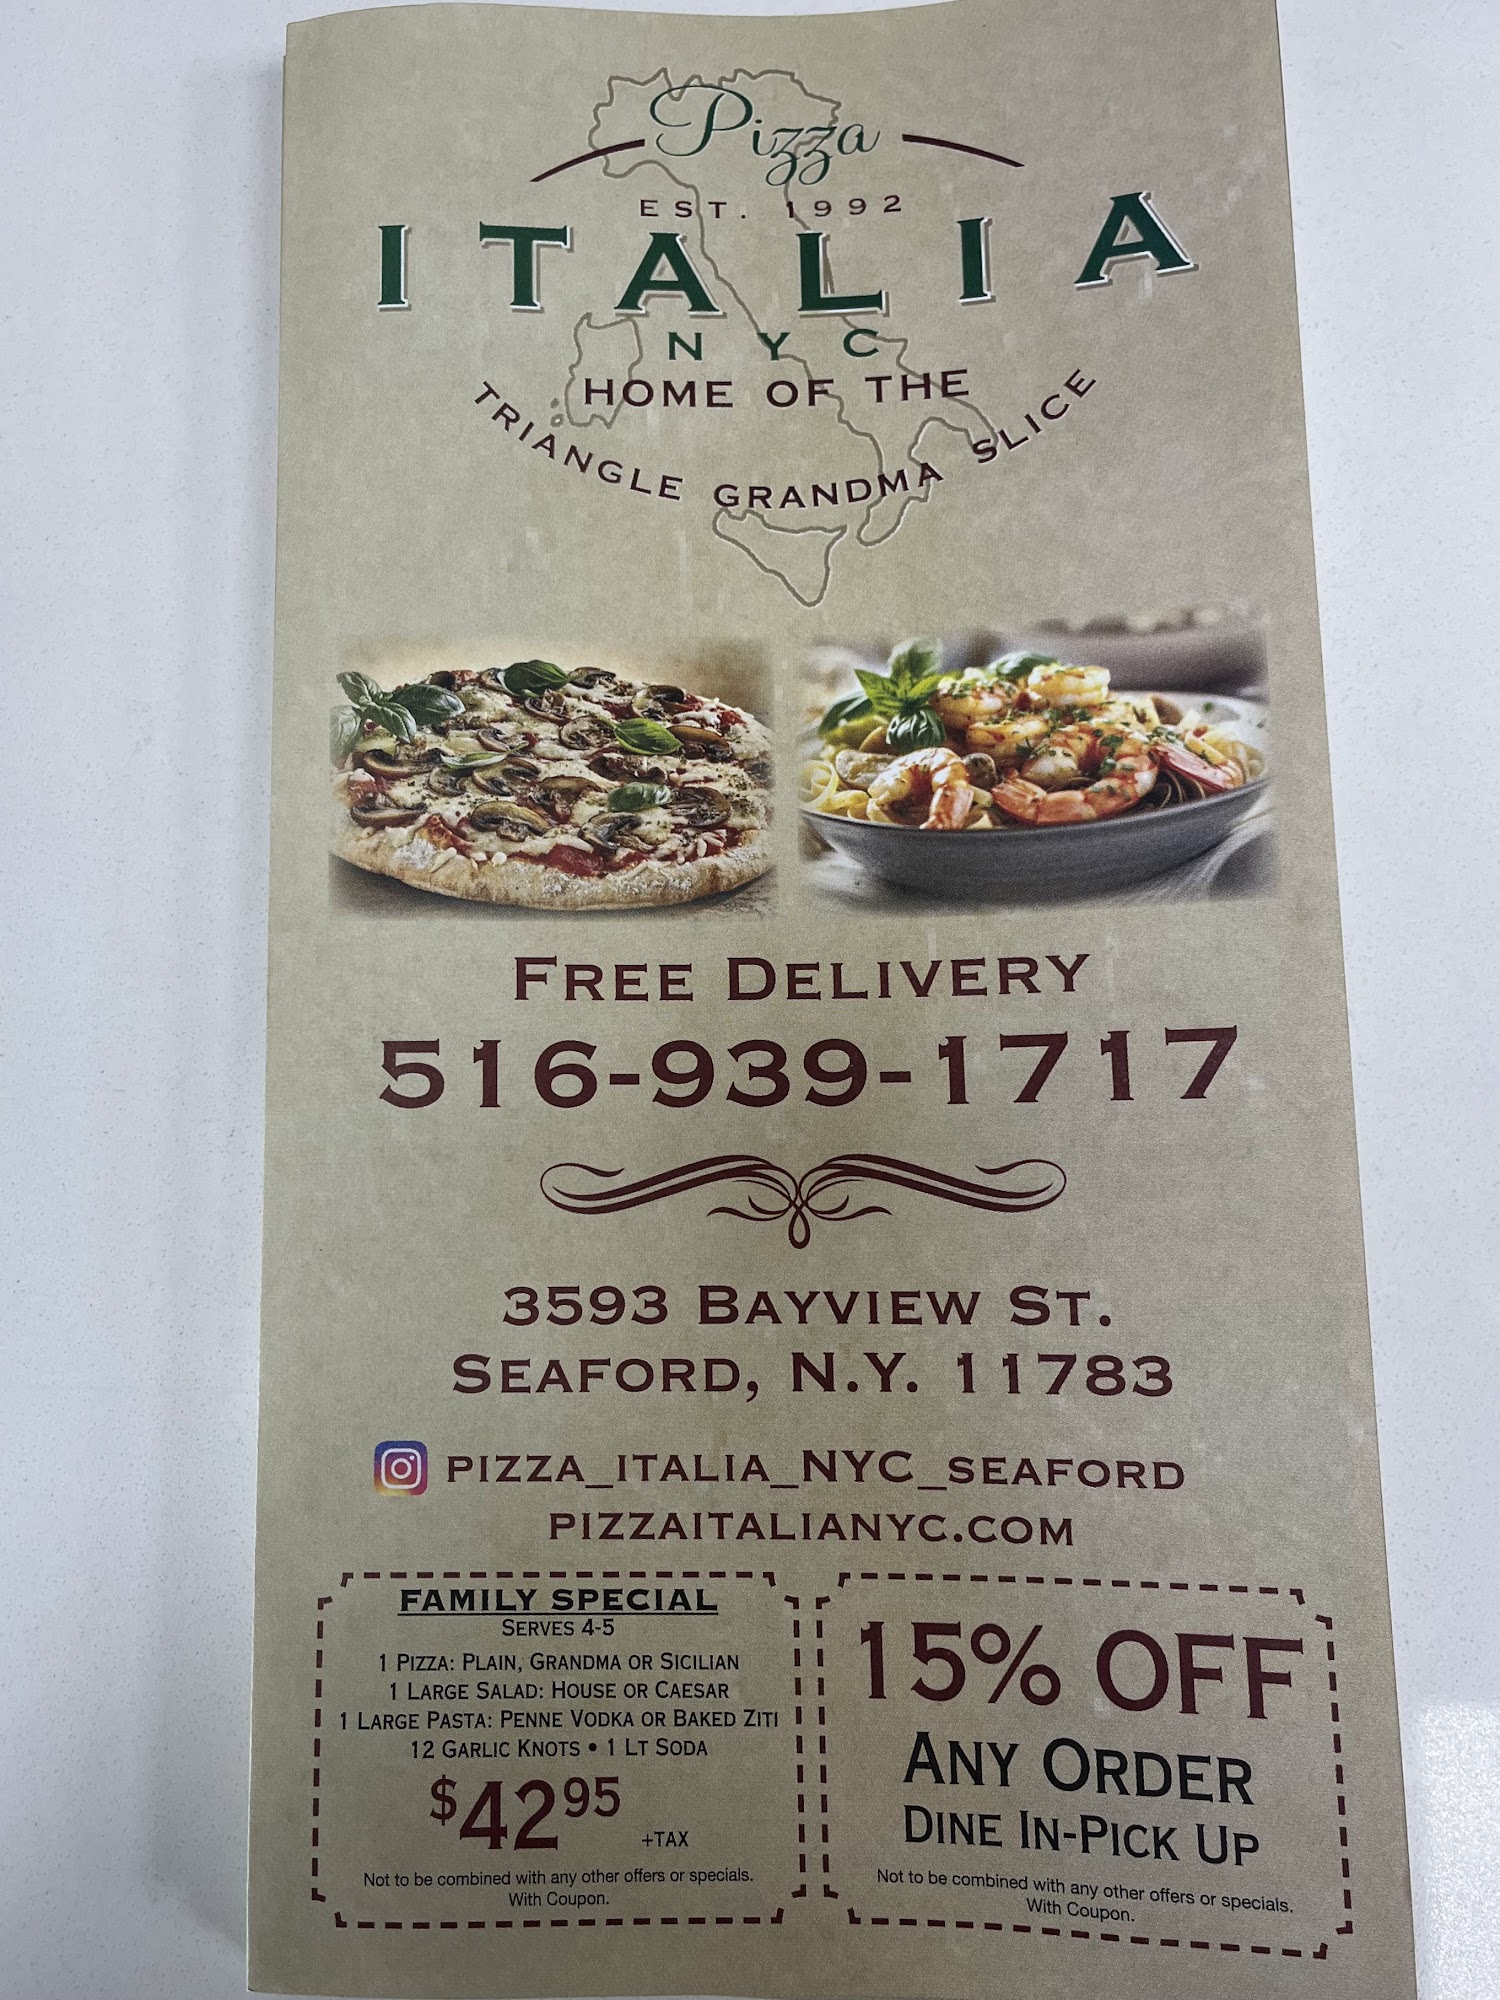 Pizza
EST. 1992
ITALIA
NYC
HOME OF THE
TRIANGLE GRANDMA SLICE
FREE DELIVERY
516-939-1717
3593 BAYVIEW ST.
SEAFORD, N.Y. 11783
PIZZA_ITALIA_NYC_SEAFORD
PIZZAITALIANYC.COM
FAMILY SPECIAL
SERVES 4-5
1 PIZZA: PLAIN, GRANDMA OR SICILIAN
1 LARGE SALAD: HOUSE OR CAESAR
1 LARGE PASTA: PENNE VODKA OR BAKED ZITI
12 GARLIC KNOTS • 1 LT SODA
$42 95 +TAX
Not to be combined with any other offers or specials.
With Coupon.
15% OFF
ANY ORDER
DINE IN-PICK UP
Not to be combined with any other offers or specials.
With Coupon.